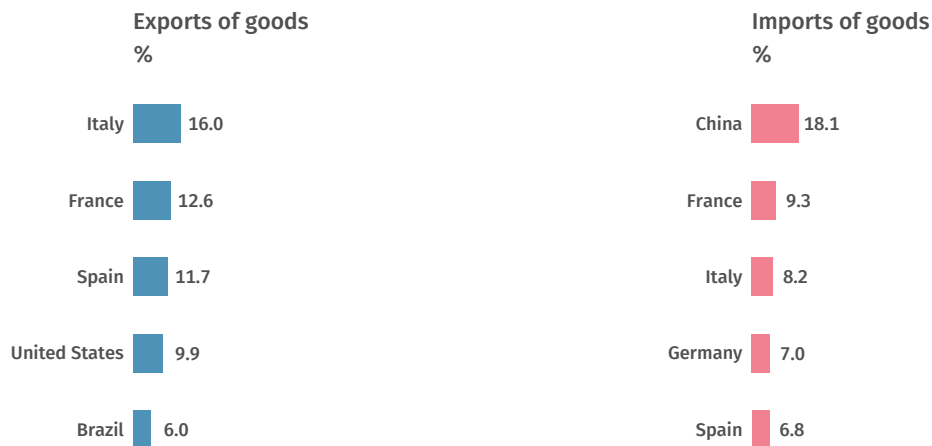 Exports of goods
%
Italy 16.0
France 12.6
Spain 11.7
United States 9.9
Brazil 6.0
Imports of goods
%
China 18.1
France 9.3
Italy 8.2
Germany 7.0
Spain 6.8